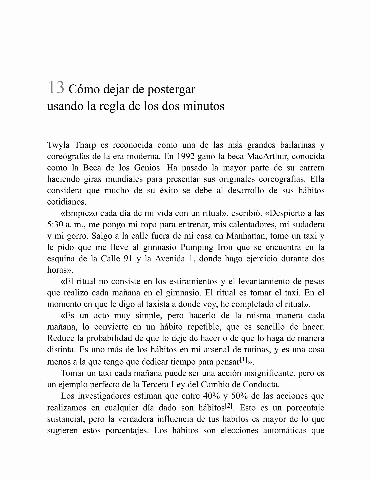 13 Cómo dejar de postergar
usando la regla de los dos minutos
Twyla Tharp es reconocida como una de las más grandes bailarinas y
coreógrafas de la era moderna. En 1992 ganó la beca MacArthur, conocida
como la Beca de los Genios. Ha pasado la mayor parte de su carrera
haciendo giras mundiales para presentar sus originales coreografías. Ella
considera que mucho de su éxito se debe al desarrollo de sus hábitos
cotidianos.
«Empiezo cada día de mi vida con un ritual», escribió. «Despierto a las
5:30 a. m., me pongo mi ropa para entrenar, mis calentadores, mi sudadera
y mi gorro. Salgo a la calle fuera de mi casa en Manhattan, tomo un taxi y
le pido que me lleve al gimnasio Pumping Iron que se encuentra en la
esquina de la Calle 91 y la Avenida 1, donde hago ejercicio durante dos
horas».
«El ritual no consiste en los estiramientos y el levantamiento de pesas
que realizo cada mañana en el gimnasio. El ritual es tomar el taxi. En el
momento en que le digo al taxista a donde voy, he completado el ritual».
«Es un acto muy simple, pero hacerlo de la misma manera cada
mañana, lo convierte en un hábito repetible, que es sencillo de hacer.
Reduce la probabilidad de que lo deje de hacer o de que lo haga de manera
distinta. Es uno más de los hábitos en mi arsenal de rutinas, y es una cosa
menos a la que tengo que dedicar tiempo para pensar[1]».
Tomar un taxi cada mañana puede ser una acción insignificante, pero es
un ejemplo perfecto de la Tercera Ley del Cambio de Conducta.
Los investigadores estiman que entre 40% y 50% de las acciones que
realizamos en cualquier día dado son hábitos[2]. Este es un porcentaje
sustancial, pero la verdadera influencia de tus hábitos es mayor de lo que
sugieren estos porcentajes. Los hábitos son elecciones automáticas que